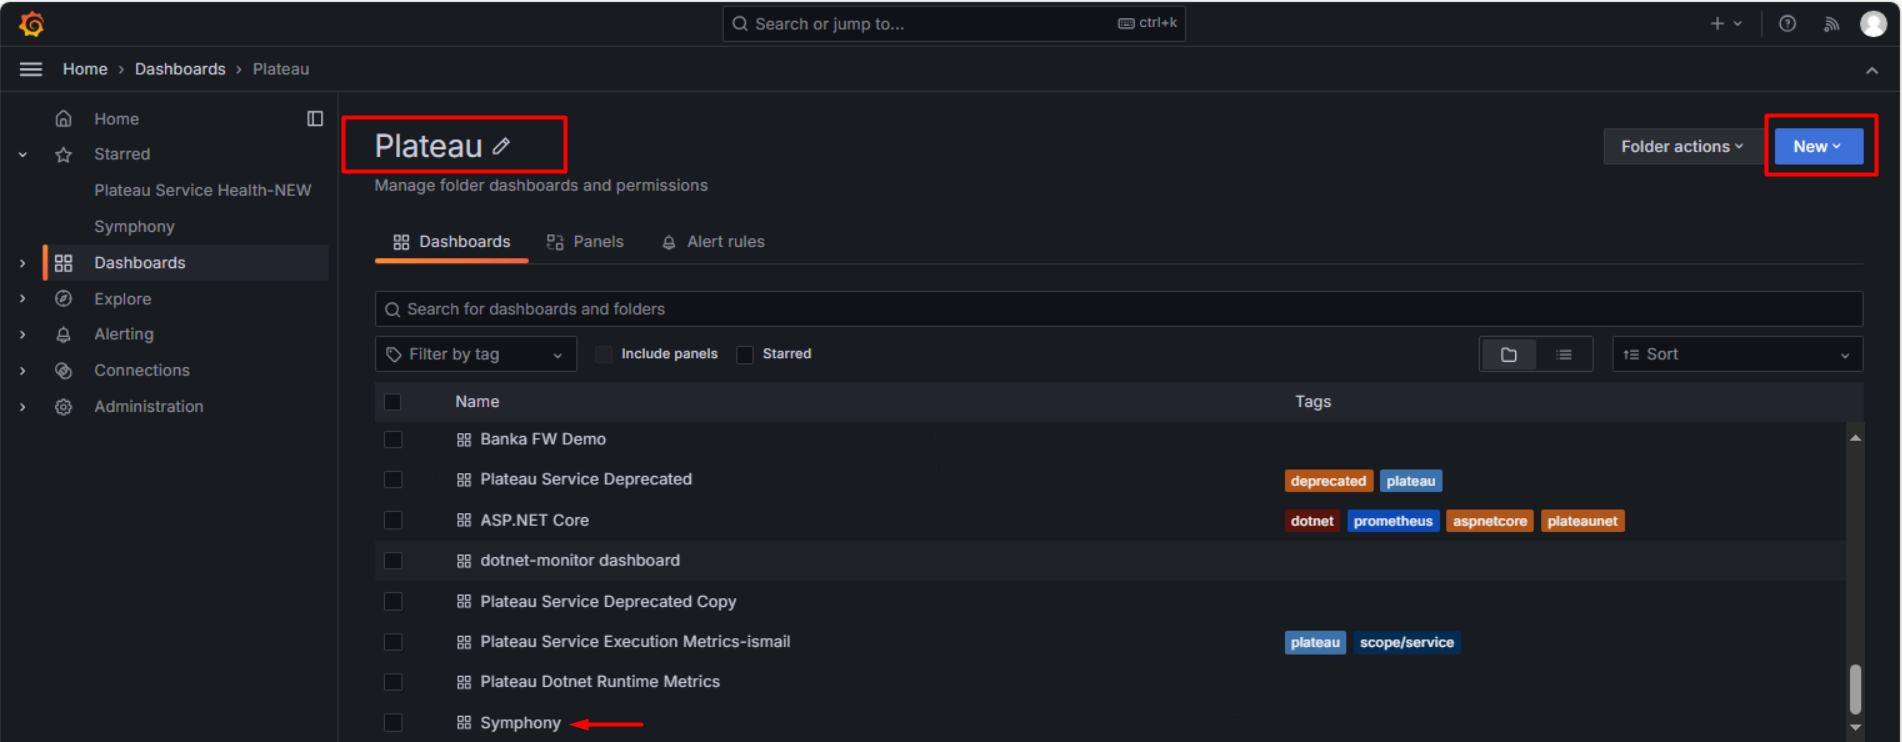 Search or jump to... ctrl+k
Home › Dashboards › Plateau
Home
Starred
Plateau Service Health-NEW
Symphony
Dashboards
Explore
Alerting
Connections
Administration
Plateau
Folder actions
New
Manage folder dashboards and permissions
Dashboards Panels Alert rules
Search for dashboards and folders
Filter by tag Include panels Starred Sort
Name Tags
Banka FW Demo
Plateau Service Deprecated deprecated plateau
ASP.NET Core dotnet prometheus aspnetcore plateaunet
dotnet-monitor dashboard
Plateau Service Deprecated Copy
Plateau Service Execution Metrics-ismail plateau scope/service
Plateau Dotnet Runtime Metrics
Symphony